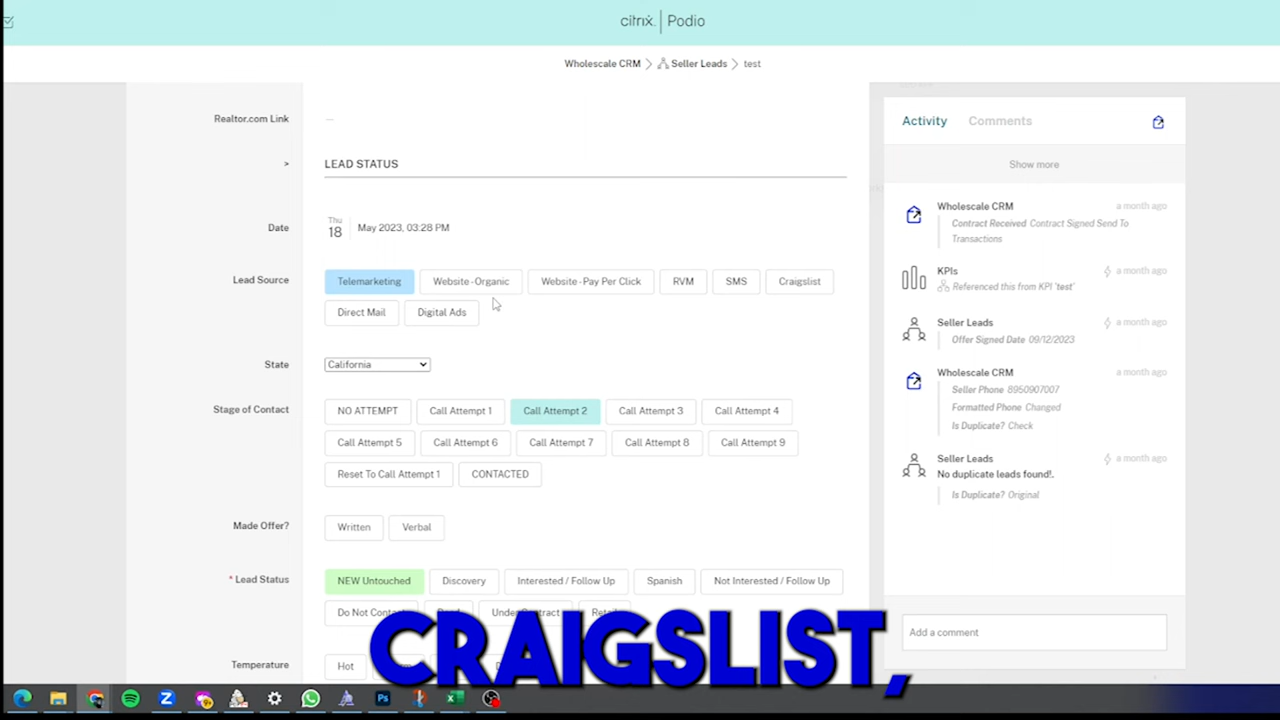 citrix. | Podio
Wholescale CRM > Seller Leads > test
Realtor.com Link —
> LEAD STATUS
Date Thu 18 May 2023, 03:28 PM
Lead Source Telemarketing Website - Organic Website - Pay Per Click RVM SMS Craigslist
Direct Mail Digital Ads
State California
Stage of Contact NO ATTEMPT Call Attempt 1 Call Attempt 2 Call Attempt 3 Call Attempt 4
Call Attempt 5 Call Attempt 6 Call Attempt 7 Call Attempt 8 Call Attempt 9
Reset To Call Attempt 1 CONTACTED
Made Offer? Written Verbal
* Lead Status NEW Untouched Discovery Interested / Follow Up Spanish Not Interested / Follow Up
Do Not Contact Under Contract
Temperature Hot
Activity Comments
Show more
Wholescale CRM a month ago
Contract Received Contract Signed Send To
Transactions
KPIs a month ago
Referenced this from KPI 'test'
Seller Leads a month ago
Offer Signed Date 09/12/2023
Wholescale CRM a month ago
Seller Phone 8950907007
Formatted Phone Changed
Is Duplicate? Check
Seller Leads a month ago
No duplicate leads found!.
Is Duplicate? Original
Add a comment
CRAIGSLIST,